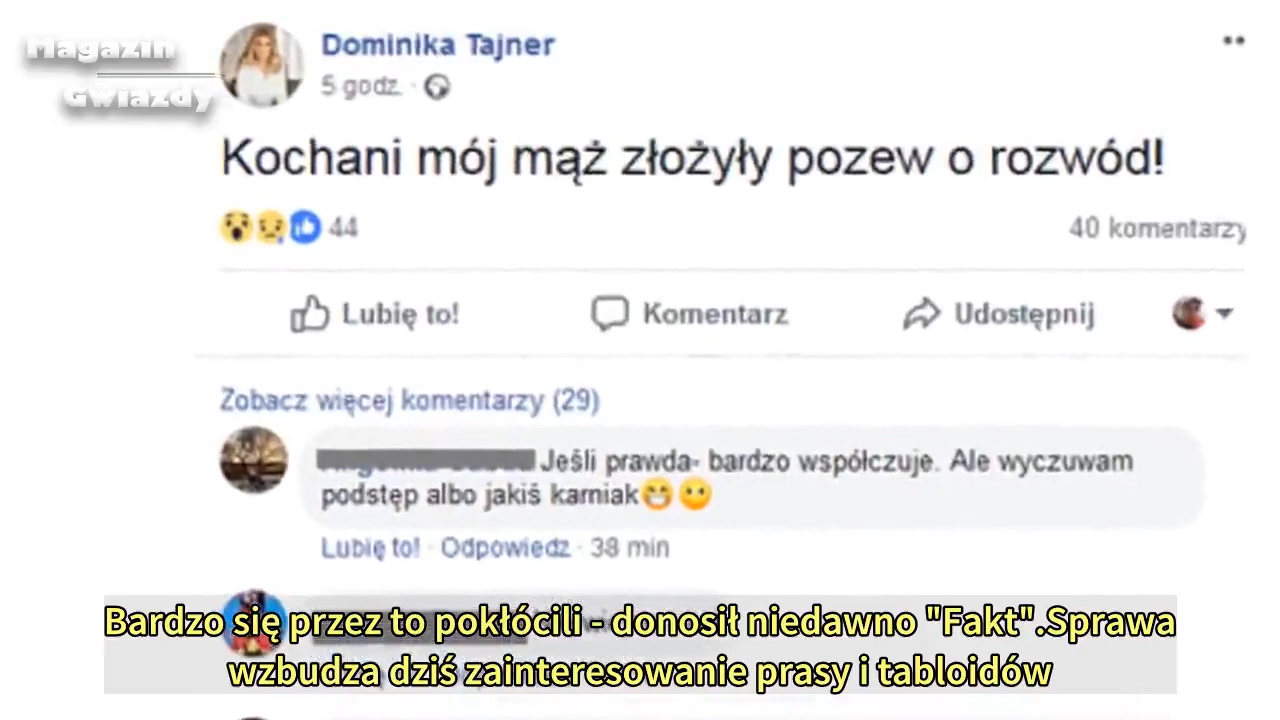 Magazin
Gwiazdy
Dominika Tajner
5 godz. ·
Kochani mój mąż złożyły pozew o rozwód!
44
40 komentarzy
Lubię to!
Komentarz
Udostępnij
Zobacz więcej komentarzy (29)
Jeśli prawda- bardzo współczuje. Ale wyczuwam
podstęp albo jakiś karniak
Lubię to! · Odpowiedz · 38 min
Bardzo się przez to pokłócili - donosił niedawno "Fakt".Sprawa
wzbudza dziś zainteresowanie prasy i tabloidów